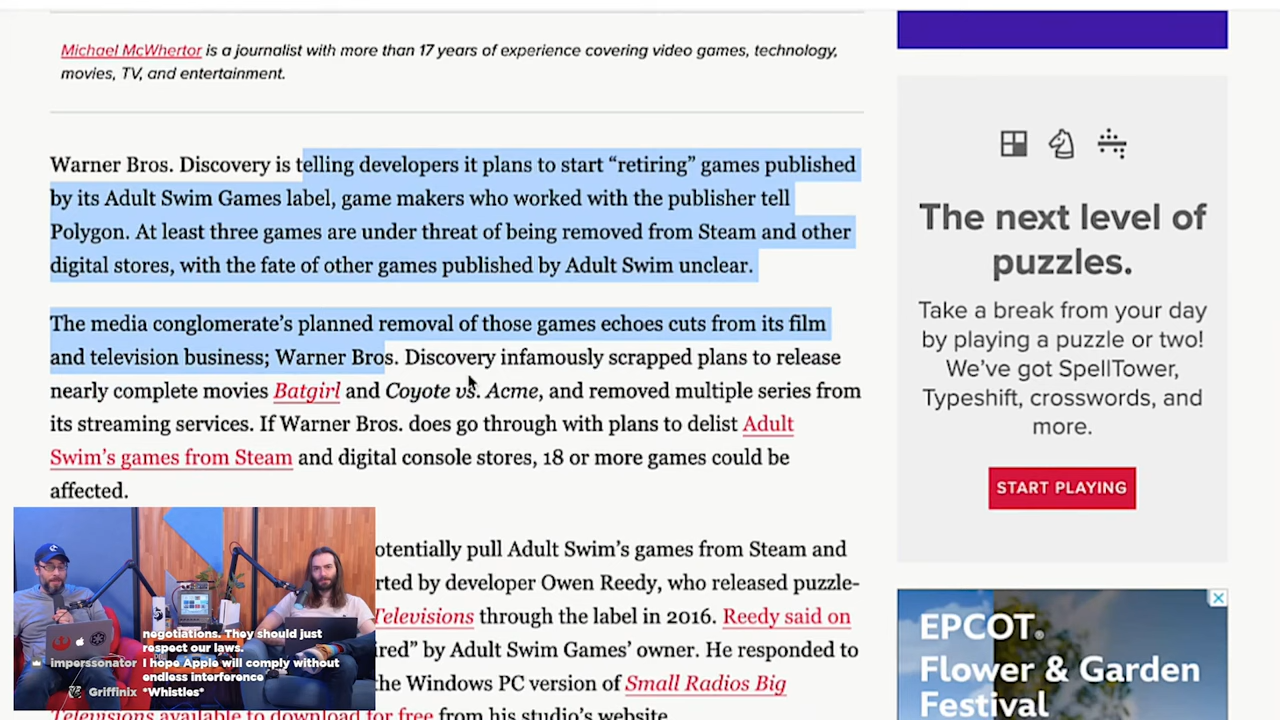 Michael McWhertor is a journalist with more than 17 years of experience covering video games, technology,
movies, TV, and entertainment.
Warner Bros. Discovery is telling developers it plans to start “retiring” games published
by its Adult Swim Games label, game makers who worked with the publisher tell
Polygon. At least three games are under threat of being removed from Steam and other
digital stores, with the fate of other games published by Adult Swim unclear.
The media conglomerate’s planned removal of those games echoes cuts from its film
and television business; Warner Bros. Discovery infamously scrapped plans to release
nearly complete movies Batgirl and Coyote vs. Acme, and removed multiple series from
its streaming services. If Warner Bros. does go through with plans to delist Adult
Swim’s games from Steam and digital console stores, 18 or more games could be
affected.
otentially pull Adult Swim’s games from Steam and
rted by developer Owen Reedy, who released puzzle-
Televisions through the label in 2016. Reedy said on
ired” by Adult Swim Games’ owner. He responded to
he Windows PC version of Small Radios Big
Televisions available to download for free from his studio’s website
negotiations. They should just
respect our laws.
impersonator I hope Apple will comply without
endless interference
Griffinix *Whistles*
The next level of
puzzles.
Take a break from your day
by playing a puzzle or two!
We’ve got SpellTower,
Typeshift, crosswords, and
more.
START PLAYING
EPCOT®
Flower & Garden
Festival